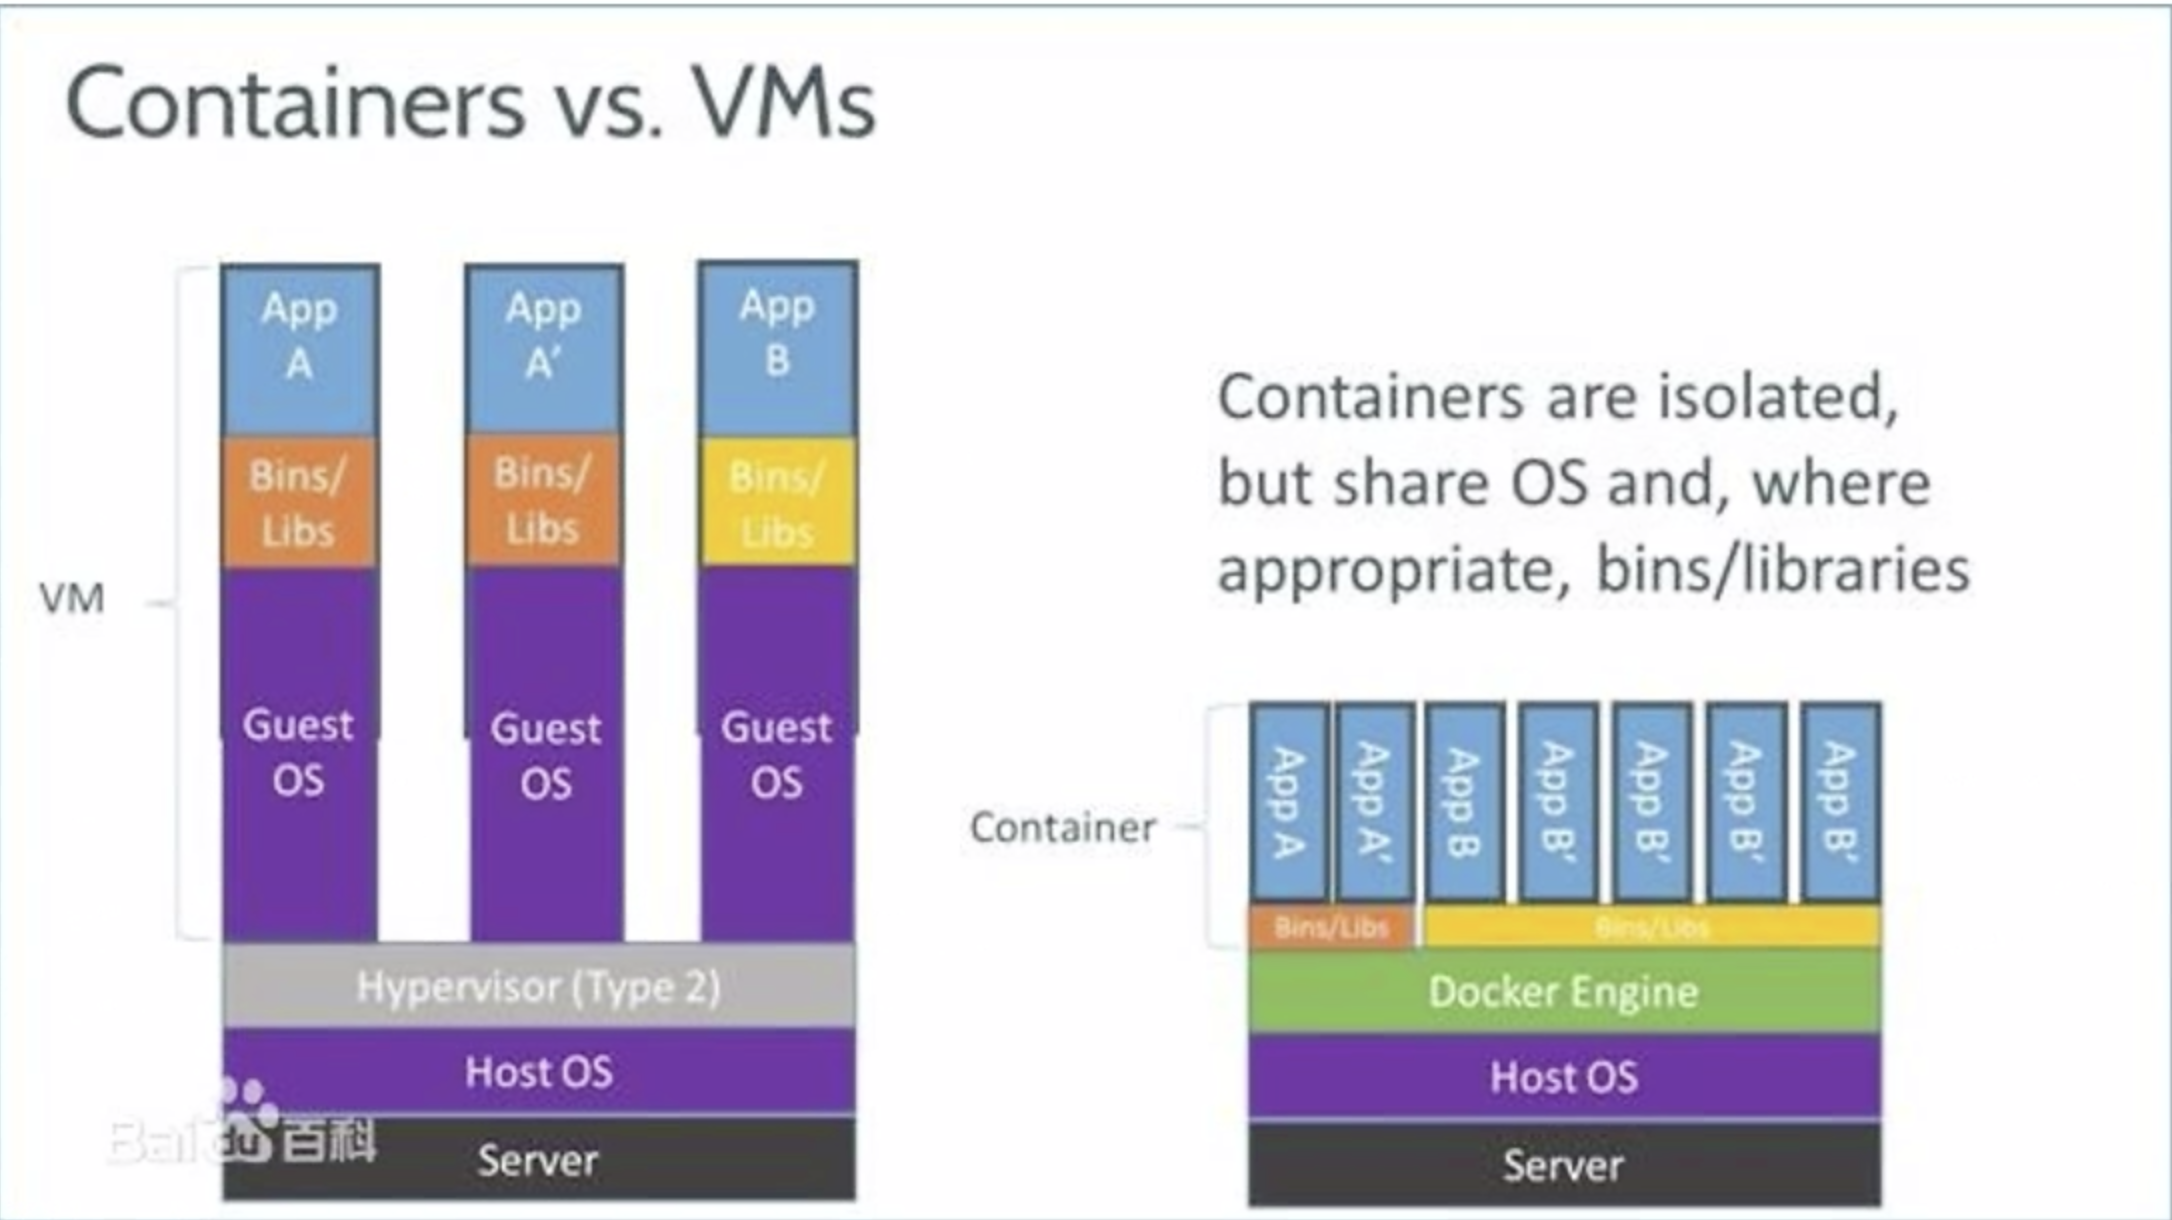 Containers vs. VMs
App
A
App
A’
App
B
Bins/
Libs
Bins/
Libs
Bins/
Libs
VM
Guest
OS
Guest
OS
Guest
OS
Hypervisor (Type 2)
Host OS
Server
Baidu百科
Containers are isolated,
but share OS and, where
appropriate, bins/libraries
Container
App A
App A’
App B
App B’
App B’
App B’
App B’
Bins/Libs
Bins/Libs
Docker Engine
Host OS
Server